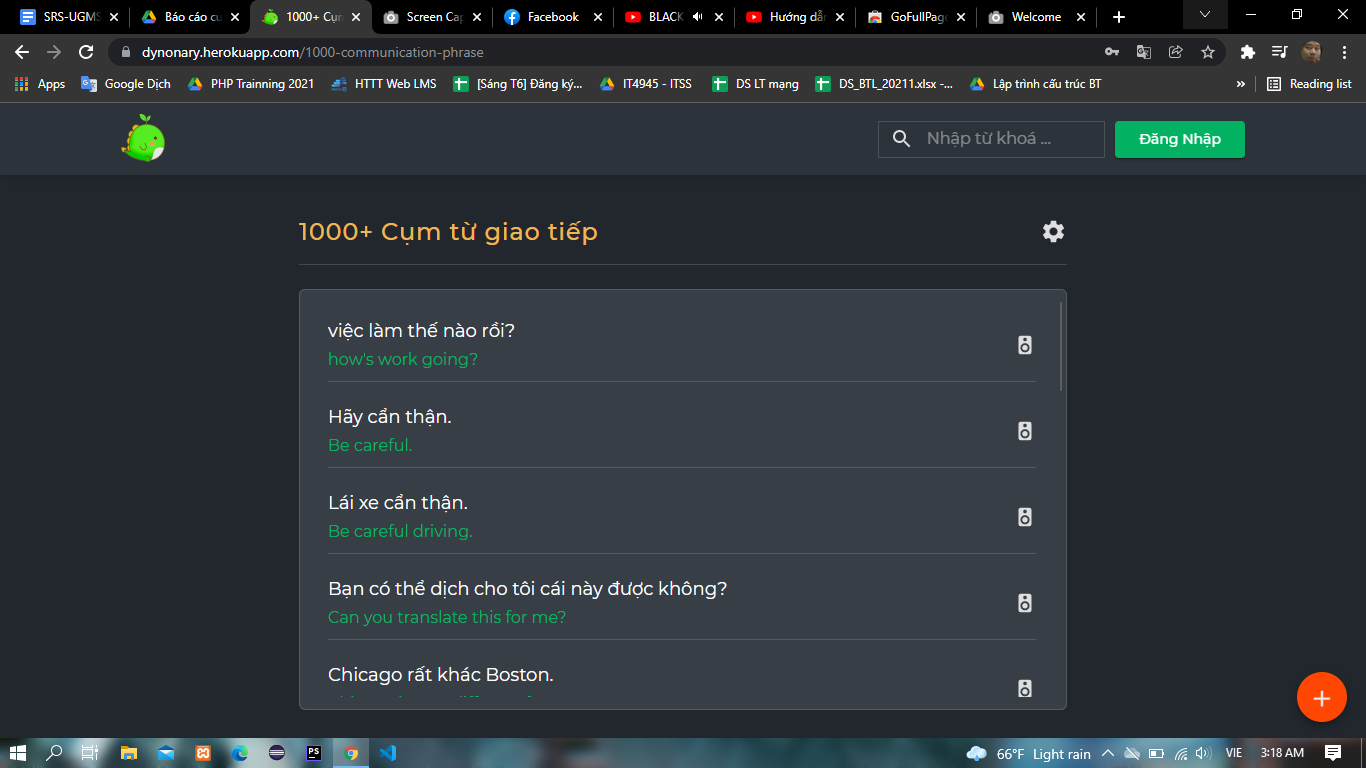 SRS-UGMS
Báo cáo cu
1000+ Cụm
Screen Cap
Facebook
BLACK
Hướng dẫn
GoFullPage
Welcome
dynonary.herokuapp.com/1000-communication-phrase
Apps
Google Dịch
PHP Trainning 2021
HTTT Web LMS
[Sáng T6] Đăng ký...
IT4945 - ITSS
DS LT mạng
DS_BTL_20211.xlsx -...
Lập trình cấu trúc BT
»
Reading list
Nhập từ khoá ...
Đăng Nhập
1000+ Cụm từ giao tiếp
việc làm thế nào rồi?
how's work going?
Hãy cẩn thận.
Be careful.
Lái xe cẩn thận.
Be careful driving.
Bạn có thể dịch cho tôi cái này được không?
Can you translate this for me?
Chicago rất khác Boston.
+
PS
66°F Light rain
VIE
3:18 AM